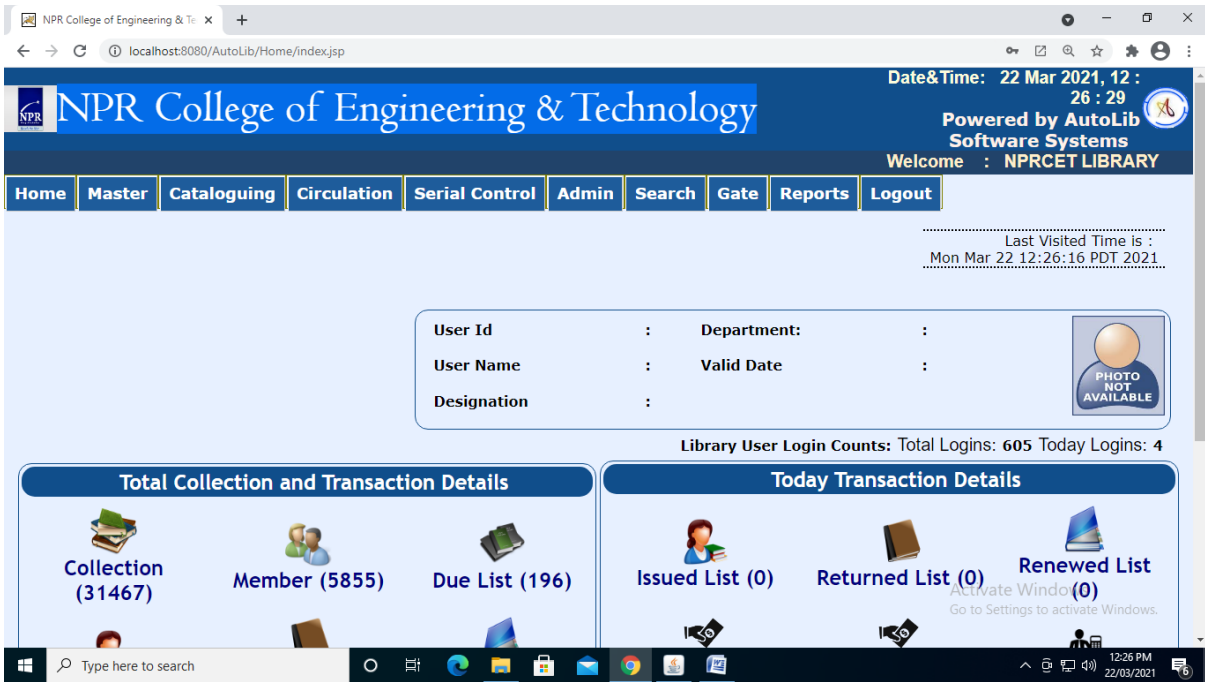 NPR College of Engineering & Te
localhost:8080/AutoLib/Home/index.jsp
NPR
NPR College of Engineering & Technology
Date&Time: 22 Mar 2021, 12 :
26 : 29
Powered by AutoLib
Software Systems
Welcome : NPRCET LIBRARY
Home Master Cataloguing Circulation Serial Control Admin Search Gate Reports Logout
Last Visited Time is :
Mon Mar 22 12:26:16 PDT 2021
User Id : Department: :
User Name : Valid Date :
Designation :
PHOTO
NOT
AVAILABLE
Library User Login Counts: Total Logins: 605 Today Logins: 4
Total Collection and Transaction Details
Today Transaction Details
Collection
(31467)
Member (5855)
Due List (196)
Issued List (0)
Returned List (0)
Renewed List
(0)
Activate Windows
Go to Settings to activate Windows.
Type here to search
12:26 PM
22/03/2021
6